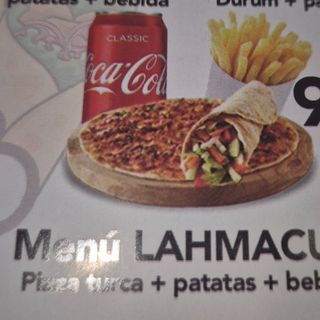 patatas + bebida
Durum + pa
CLASSIC
Coca-Cola
9
Menú LAHMACU
Pizza turca + patatas + beb